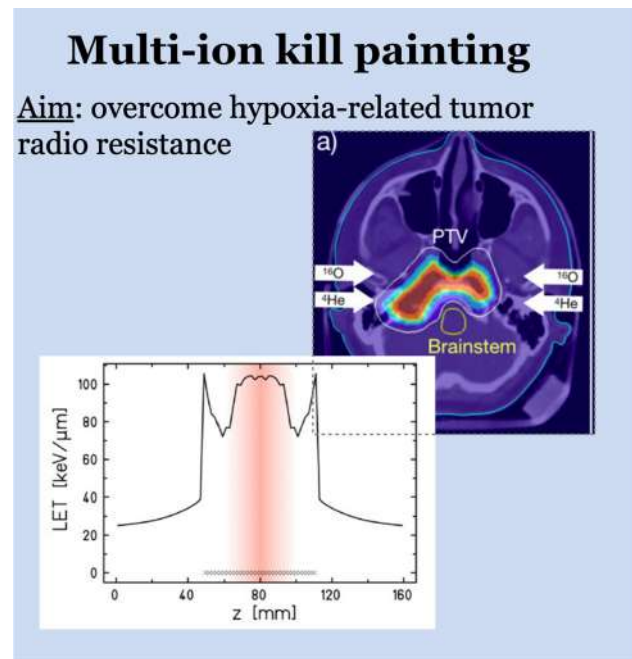 Multi-ion kill painting
Aim: overcome hypoxia-related tumor
radio resistance
a)
PTV
¹⁶O
¹⁶O
⁴He
⁴He
Brainstem
LET [keV/μm]
100
80
60
40
20
0
0
40
80
120
160
z [mm]